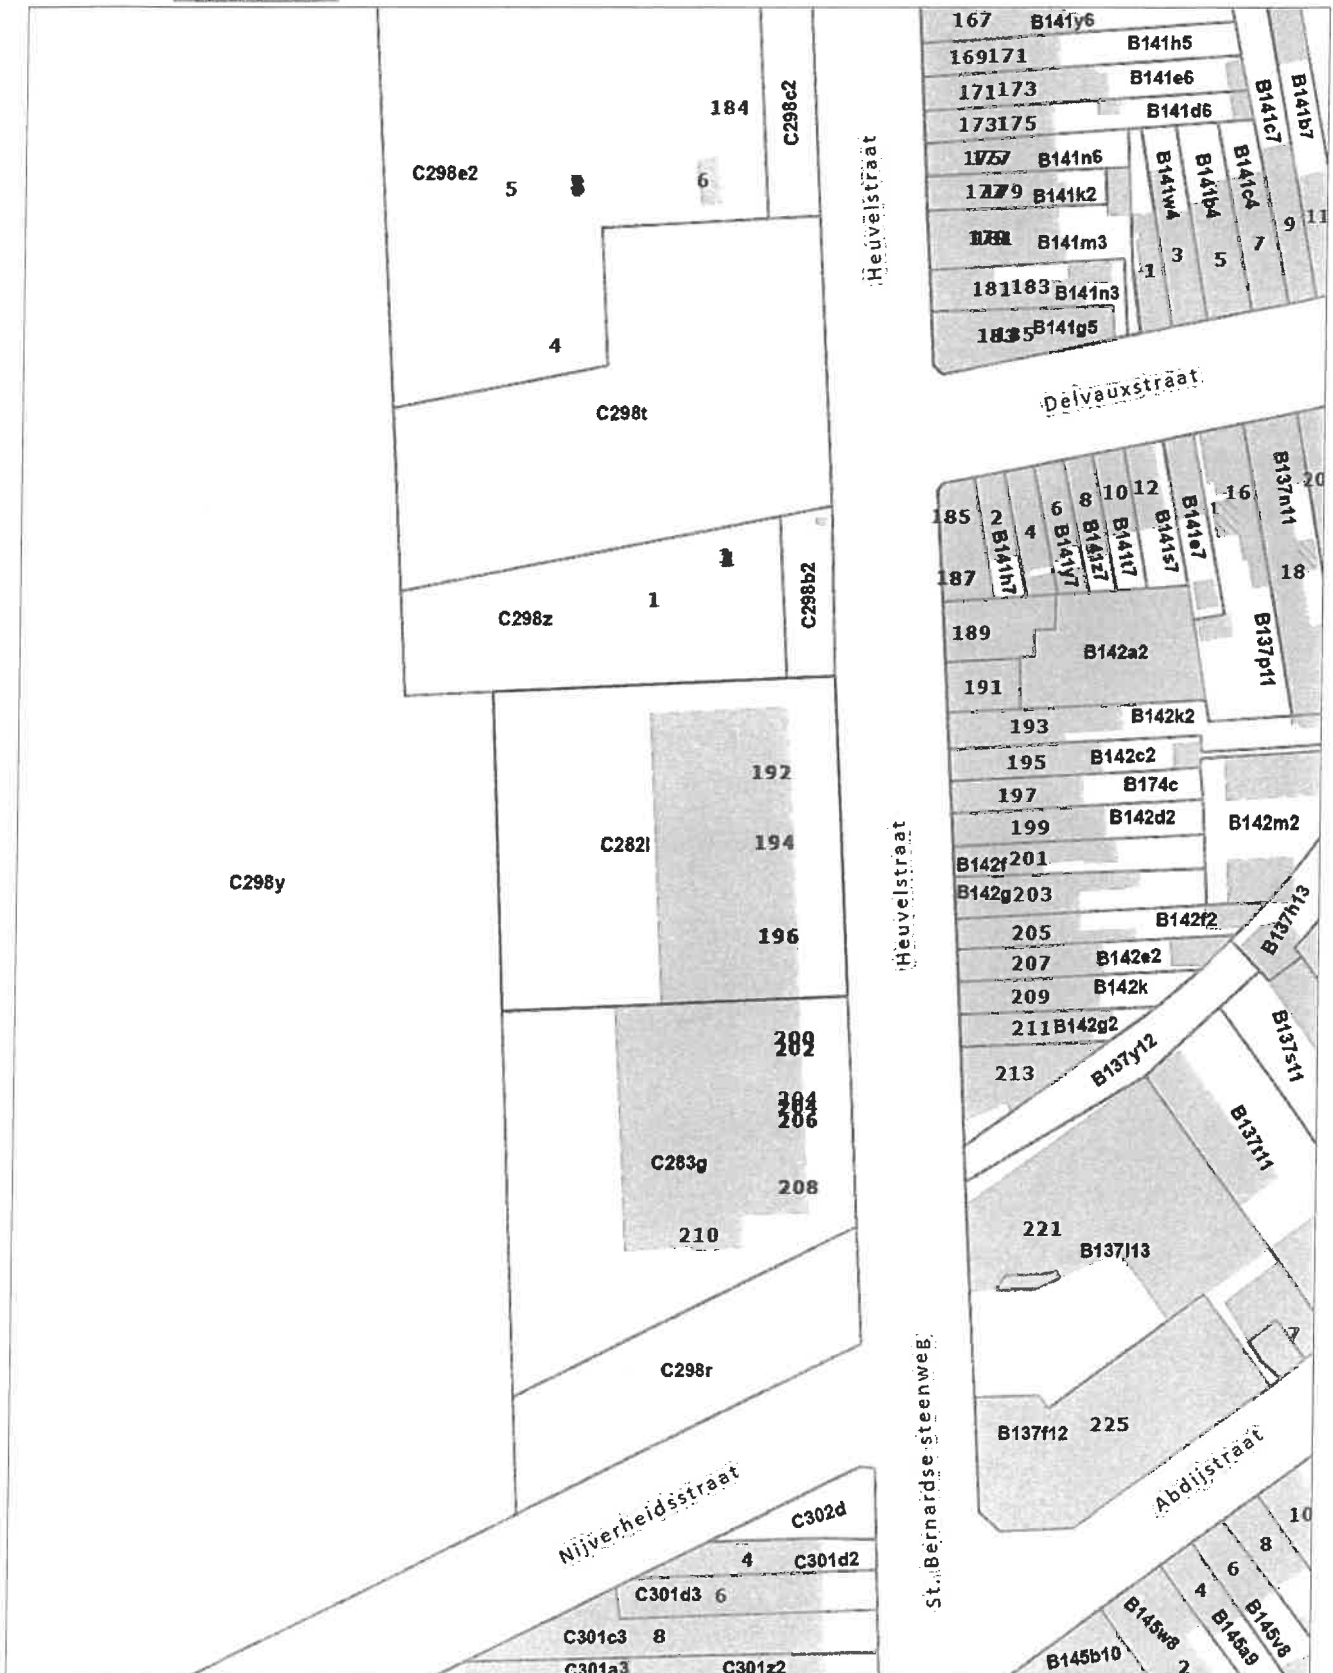 167 B141y6
169171 B141h5
171173 B141e6
173175 B141d6
B141n6
B141k2
B141m3
181183 B141n3
B141g5
B141c7
B141b7
B141w4
B141b4
B141c4
1
3
5
7
9
11
184
C298c2
C298e2
5
6
4
Heuvelstraat
C298t
Delvauxstraat
185
187
2
B141h7
4
6
B141y7
8
B141z7
10
B141t7
12
B141s7
B141e7
16
B137n11
20
18
B137p11
C298z
1
C298b2
189
191
B142a2
193 B142k2
195 B142c2
197 B174c
199 B142d2
B142f 201
B142g 203
205 B142f2
207 B142e2
209 B142k
211 B142g2
213
B142m2
B137h13
B137y12
B137s11
B137t11
192
194
196
C282l
C298y
Heuvelstraat
200
202
204
206
C283g
208
210
221
B137l13
7
C298r
B137f12
225
St. Bernardse steenweg
Abdijstraat
Nijverheidsstraat
C302d
4 C301d2
C301d3 6
C301c3 8
C301a3 C301z2
10
8
6
4
2
B145v8
B145a9
B145w8
B145b10